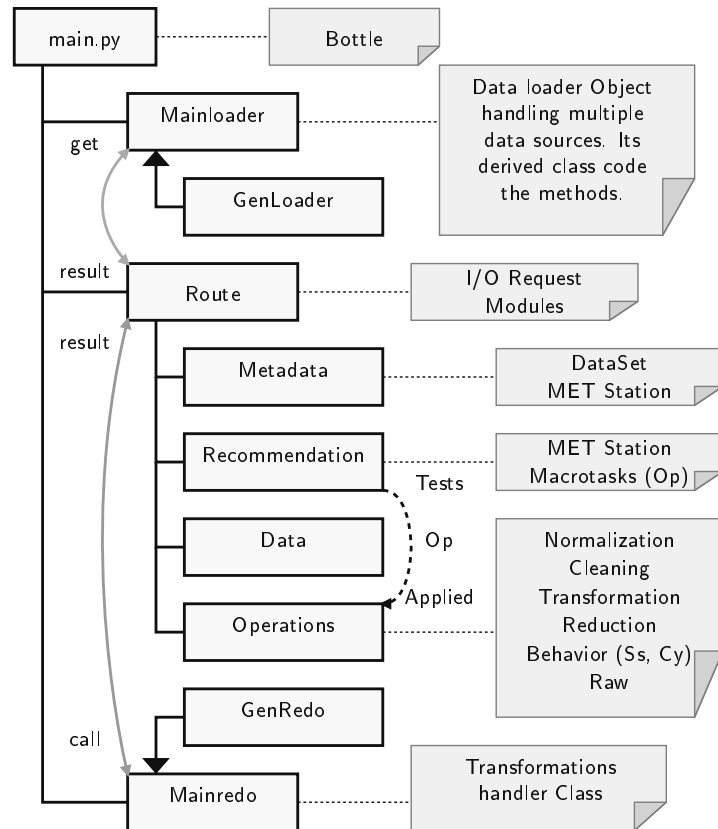 main.py
Bottle
Mainloader
Data loader Object
handling multiple
data sources. Its
derived class code
the methods.
get
GenLoader
result
Route
I/O Request
Modules
result
Metadata
DataSet
MET Station
Recommendation
MET Station
Macrotasks (Op)
Tests
Data
Op
Normalization
Cleaning
Transformation
Reduction
Behavior (Ss, Cy)
Raw
Applied
Operations
GenRedo
call
Mainredo
Transformations
handler Class